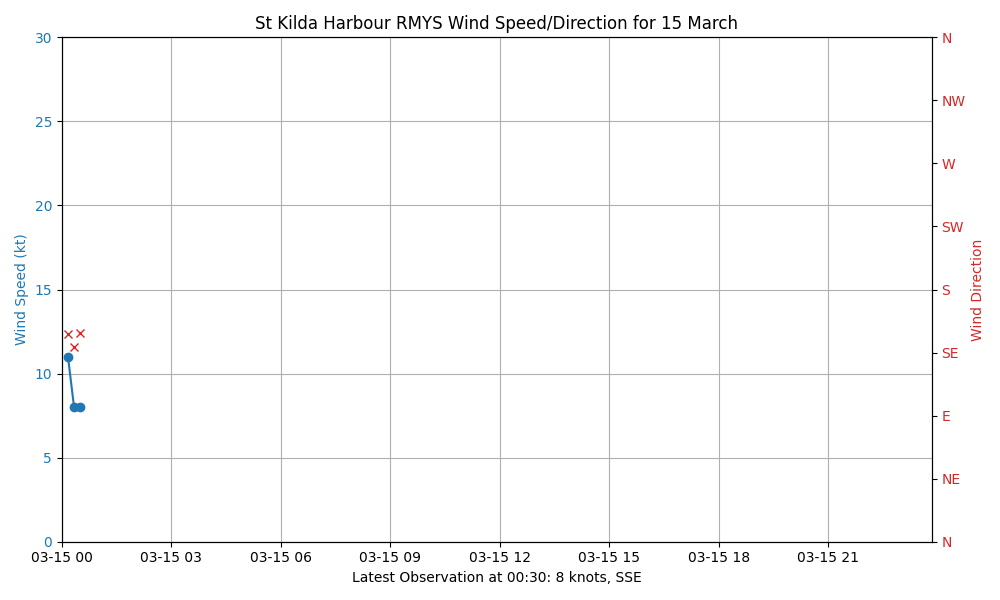 St Kilda Harbour RMYS Wind Speed/Direction for 15 March
30
25
20
15
10
5
0
Wind Speed (kt)
N
NW
W
SW
S
SE
E
NE
N
Wind Direction
03-15 00 03-15 03 03-15 06 03-15 09 03-15 12 03-15 15 03-15 18 03-15 21
Latest Observation at 00:30: 8 knots, SSE